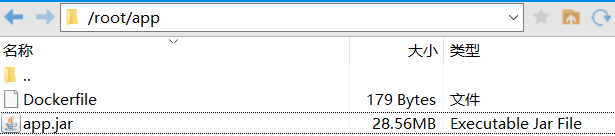 /root/app
名称 大小 类型
..
Dockerfile 179 Bytes 文件
app.jar 28.56MB Executable Jar File